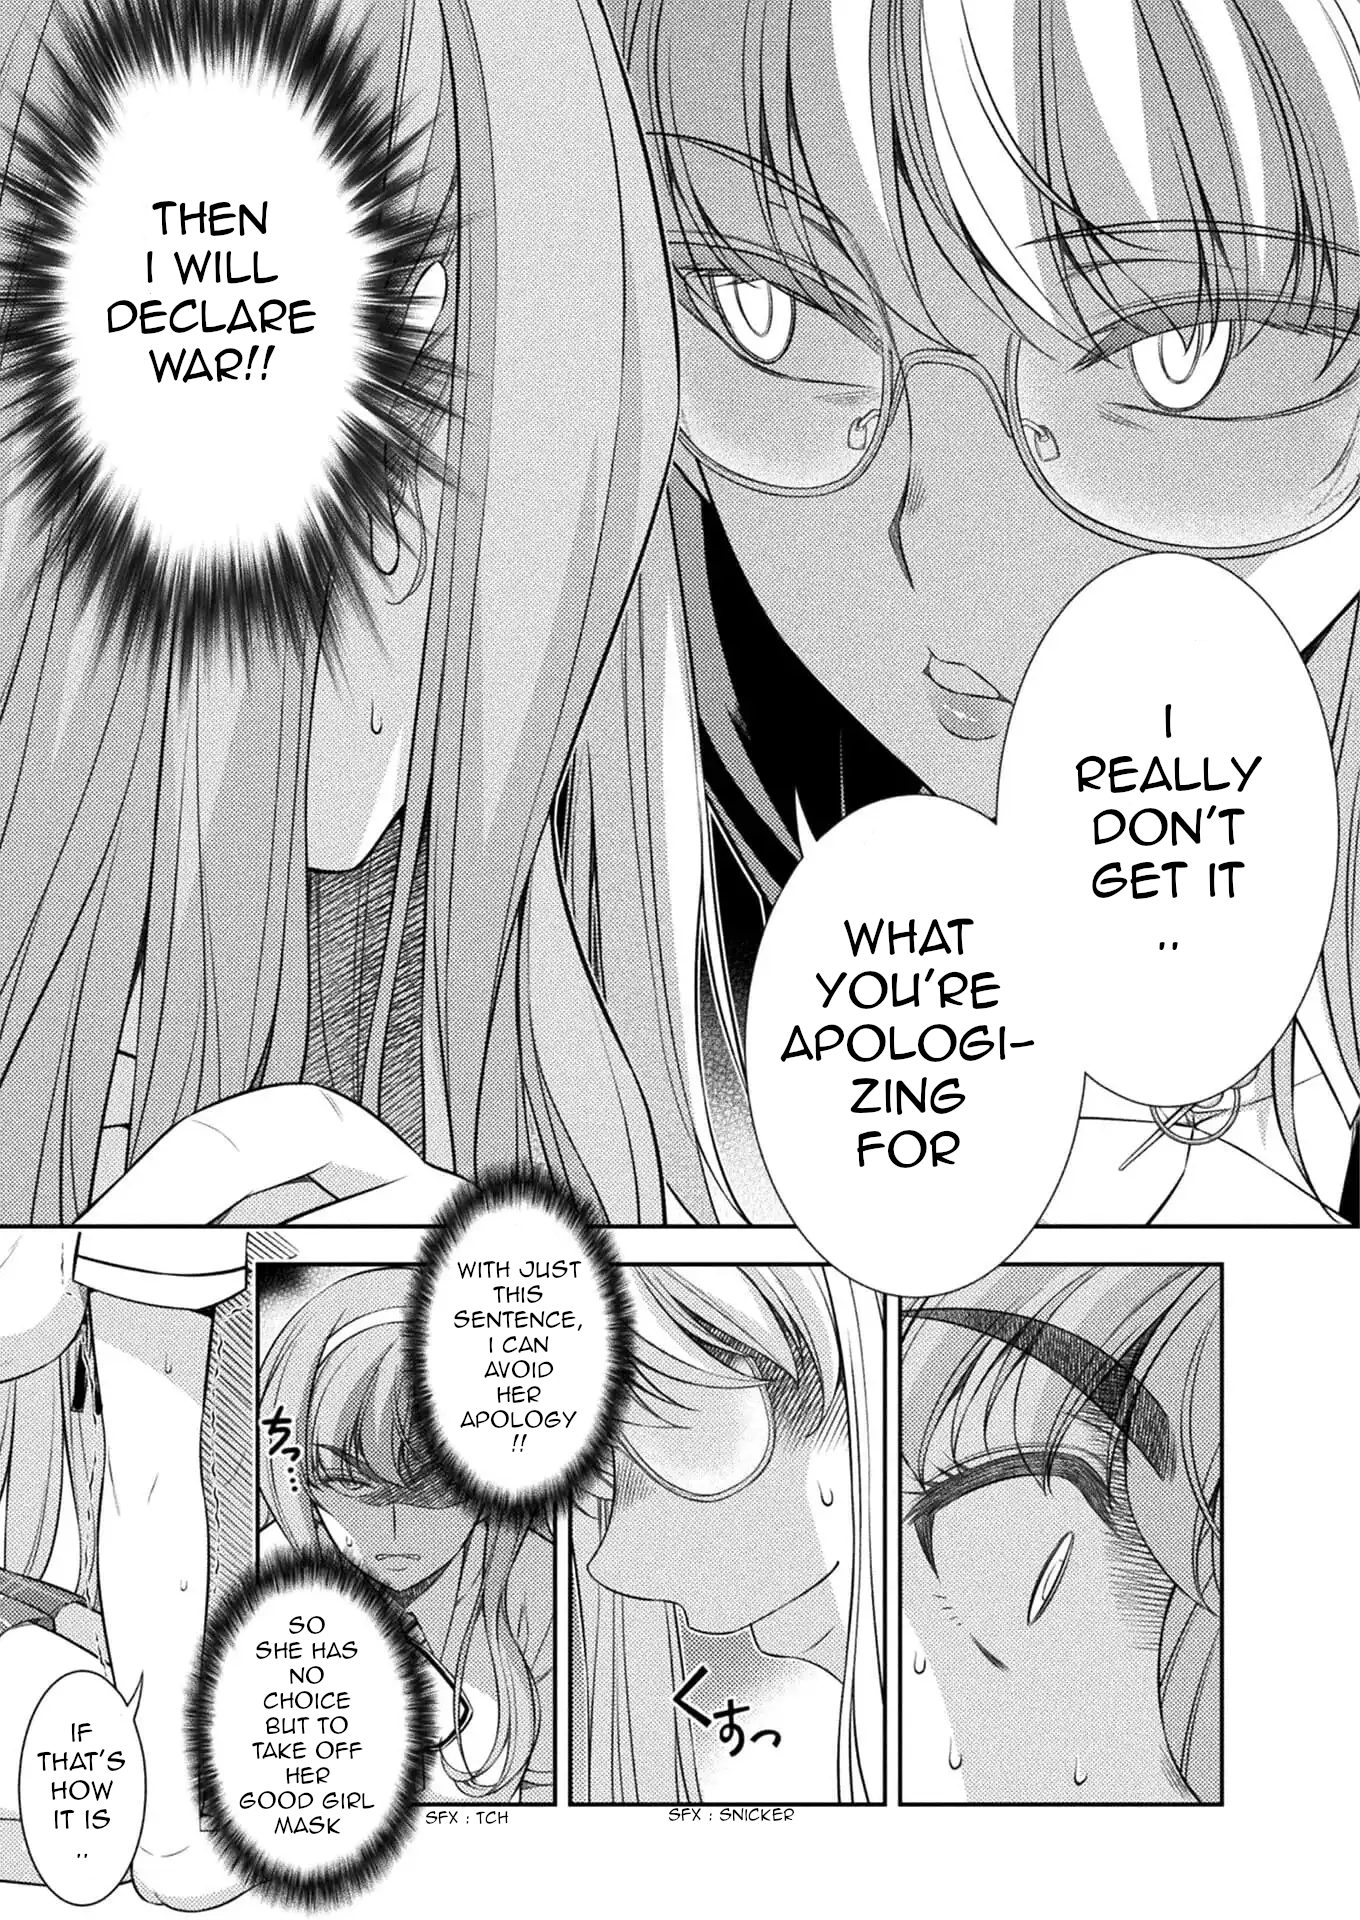 I
REALLY
DON'T
GET IT
..
WHAT
YOU'RE
APOLOGI-
ZING
FOR
THEN
I WILL
DECLARE
WAR!!
くすっ
SFX : SNICKER
WITH JUST
THIS
SENTENCE,
I CAN
AVOID
HER
APOLOGY
!!
ちっ…
SFX : TCH
SO
SHE HAS
NO
CHOICE
BUT TO
TAKE OFF
HER
GOOD GIRL
MASK
IF
THAT'S
HOW
IT IS
..